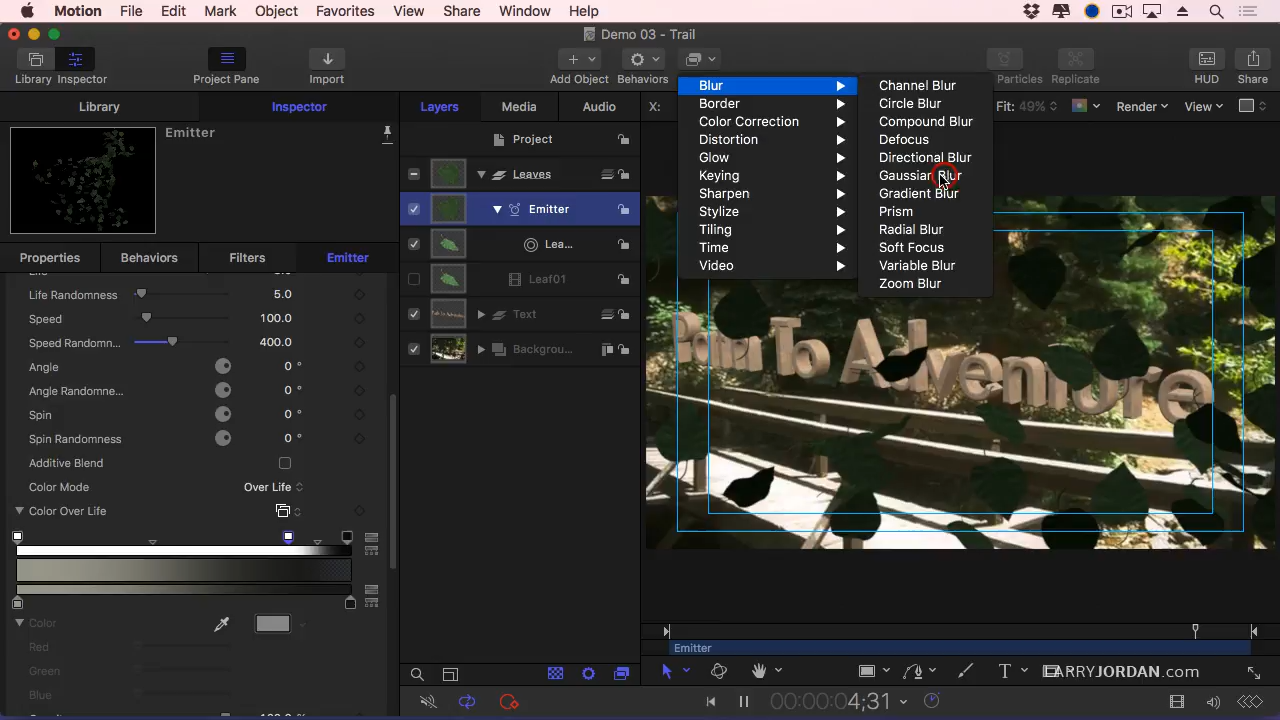 Motion File Edit Mark Object Favorites View Share Window Help
Demo 03 - Trail
Library Inspector Project Pane Import Add Object Behaviors Particles Replicate HUD Share
Library Inspector Layers Media Audio X: Fit: 49% Render View
Emitter
Properties Behaviors Filters Emitter
Life Randomness 5.0
Speed 100.0
Speed Randomn... 400.0
Angle 0 °
Angle Randomne... 0 °
Spin 0 °
Spin Randomness 0 °
Additive Blend
Color Mode Over Life
Color Over Life
Color
Red
Green
Blue
Project
Leaves
Emitter
Lea...
Leaf01
Text
Backgrou...
Blur
Border
Color Correction
Distortion
Glow
Keying
Sharpen
Stylize
Tiling
Time
Video
Channel Blur
Circle Blur
Compound Blur
Defocus
Directional Blur
Gaussian Blur
Gradient Blur
Prism
Radial Blur
Soft Focus
Variable Blur
Zoom Blur
To Adventure
Emitter
LARRYJORDAN.com
00:00:04;31